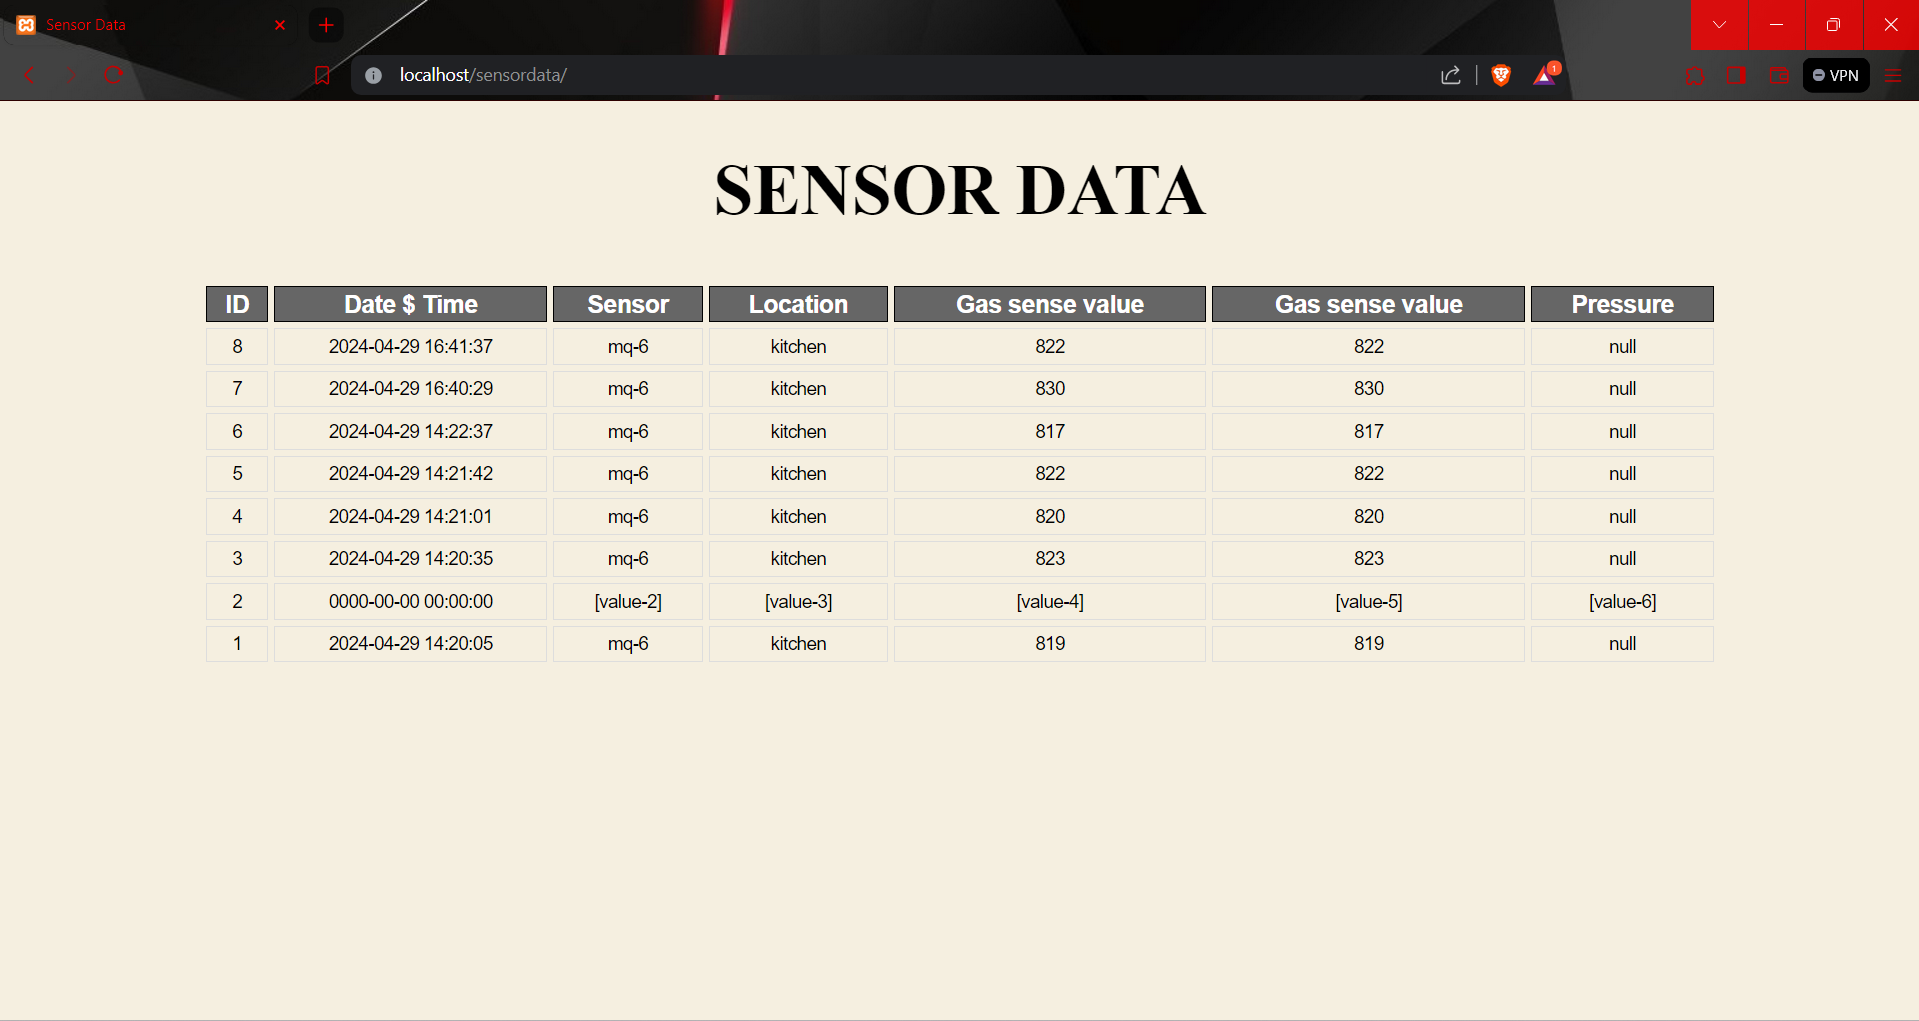 Sensor Data
localhost/sensordata/
1
VPN
SENSOR DATA
ID Date $ Time Sensor Location Gas sense value Gas sense value Pressure
8 2024-04-29 16:41:37 mq-6 kitchen 822 822 null
7 2024-04-29 16:40:29 mq-6 kitchen 830 830 null
6 2024-04-29 14:22:37 mq-6 kitchen 817 817 null
5 2024-04-29 14:21:42 mq-6 kitchen 822 822 null
4 2024-04-29 14:21:01 mq-6 kitchen 820 820 null
3 2024-04-29 14:20:35 mq-6 kitchen 823 823 null
2 0000-00-00 00:00:00 [value-2] [value-3] [value-4] [value-5] [value-6]
1 2024-04-29 14:20:05 mq-6 kitchen 819 819 null